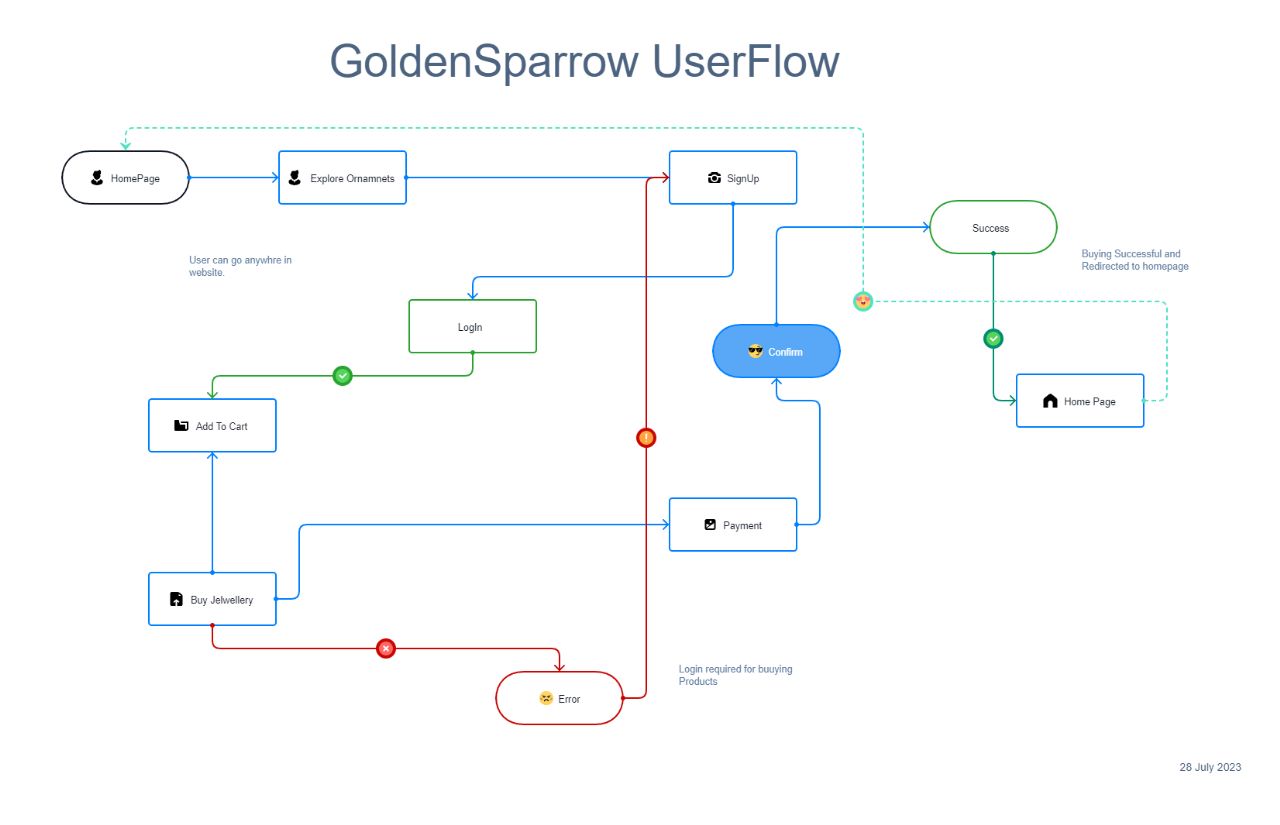 GoldenSparrow UserFlow
HomePage
Explore Ornamnets
SignUp
Success
User can go anywhre in
website.
Buying Successful and
Redirected to homepage
LogIn
Confirm
Home Page
Add To Cart
Payment
Buy Jelwellery
Login required for buuying
Products
Error
28 July 2023